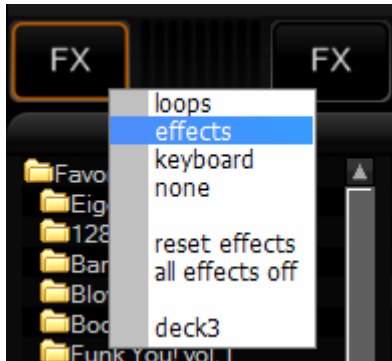 FX FX
loops
effects
keyboard
none
reset effects
all effects off
deck3
Favo
Eig
128
Bar
Blo
Boo
Funk You! vol. 1